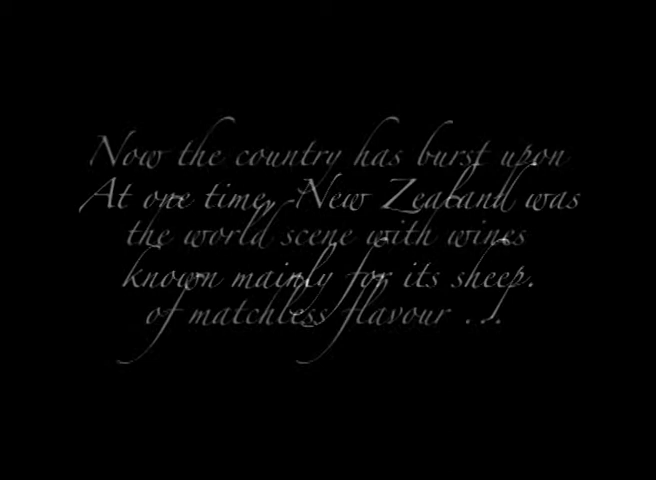 Now the country has burst upon
At one time, New Zealand was
the world scene with wines
known mainly for its sheep.
of matchless flavour ...